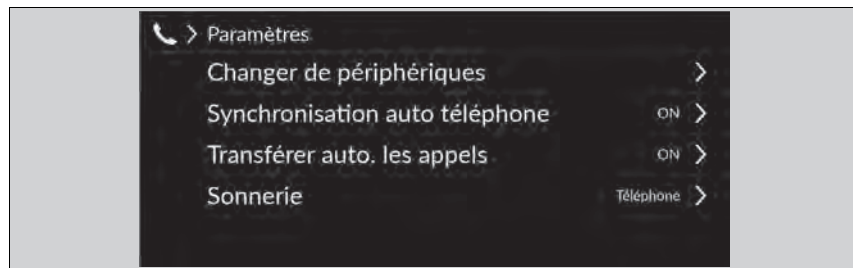 > Paramètres
Changer de périphériques >
Synchronisation auto téléphone ON >
Transférer auto. les appels ON >
Sonnerie Téléphone >